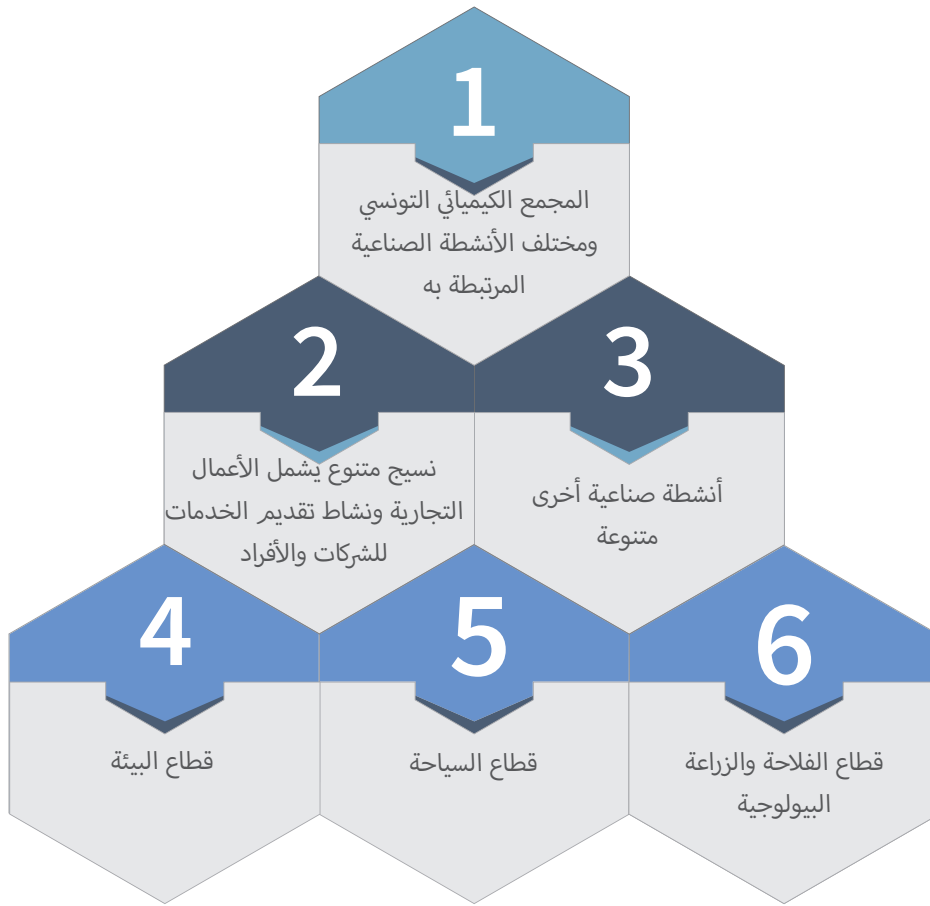 1
المجمع الكيميائي التونسي
ومختلف الأنشطة الصناعية
المرتبطة به
2
نسيج متنوع يشمل الأعمال
التجارية ونشاط تقديم الخدمات
للشركات والأفراد
3
أنشطة صناعية أخرى
متنوعة
4
قطاع البيئة
5
قطاع السياحة
6
قطاع الفلاحة والزراعة
البيولوجية